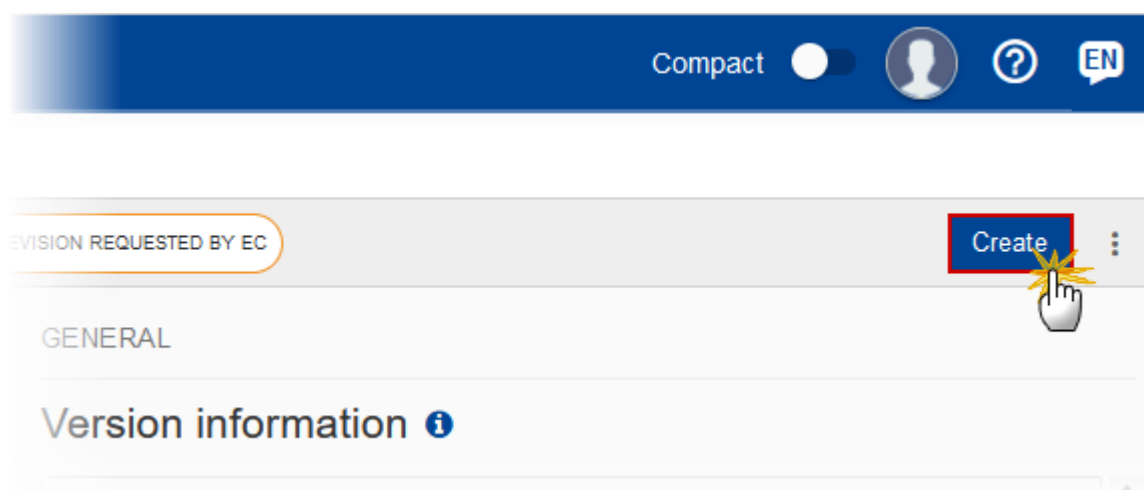 Compact EN
EVISION REQUESTED BY EC
Create
GENERAL
Version information